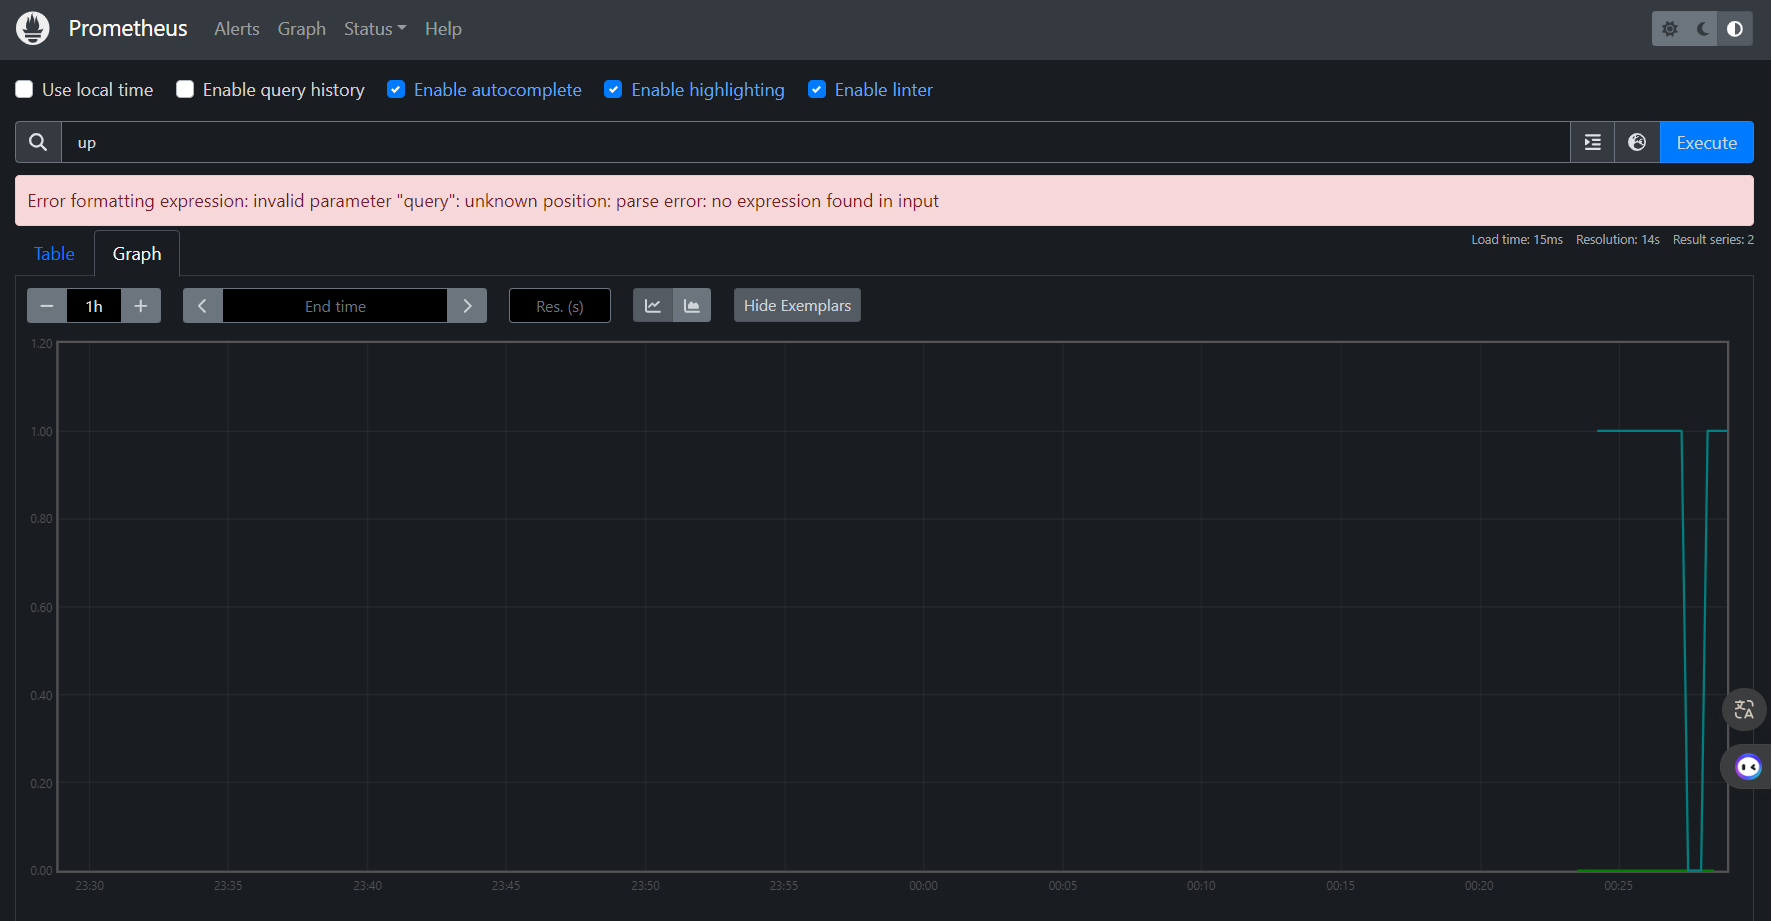 Prometheus Alerts Graph Status Help
Use local time Enable query history Enable autocomplete Enable highlighting Enable linter
up Execute
Error formatting expression: invalid parameter "query": unknown position: parse error: no expression found in input
Load time: 15ms Resolution: 14s Result series: 2
Table Graph
− 1h + End time Res. (s) Hide Exemplars
1.20
1.00
0.80
0.60
0.40
0.20
0.00
23:30 23:35 23:40 23:45 23:50 23:55 00:00 00:05 00:10 00:15 00:20 00:25